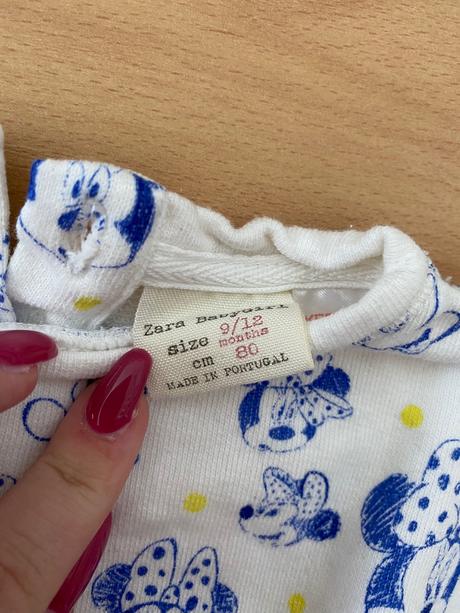 Zara BabyGirl
size 9/12 months
cm 80
MADE IN PORTUGAL